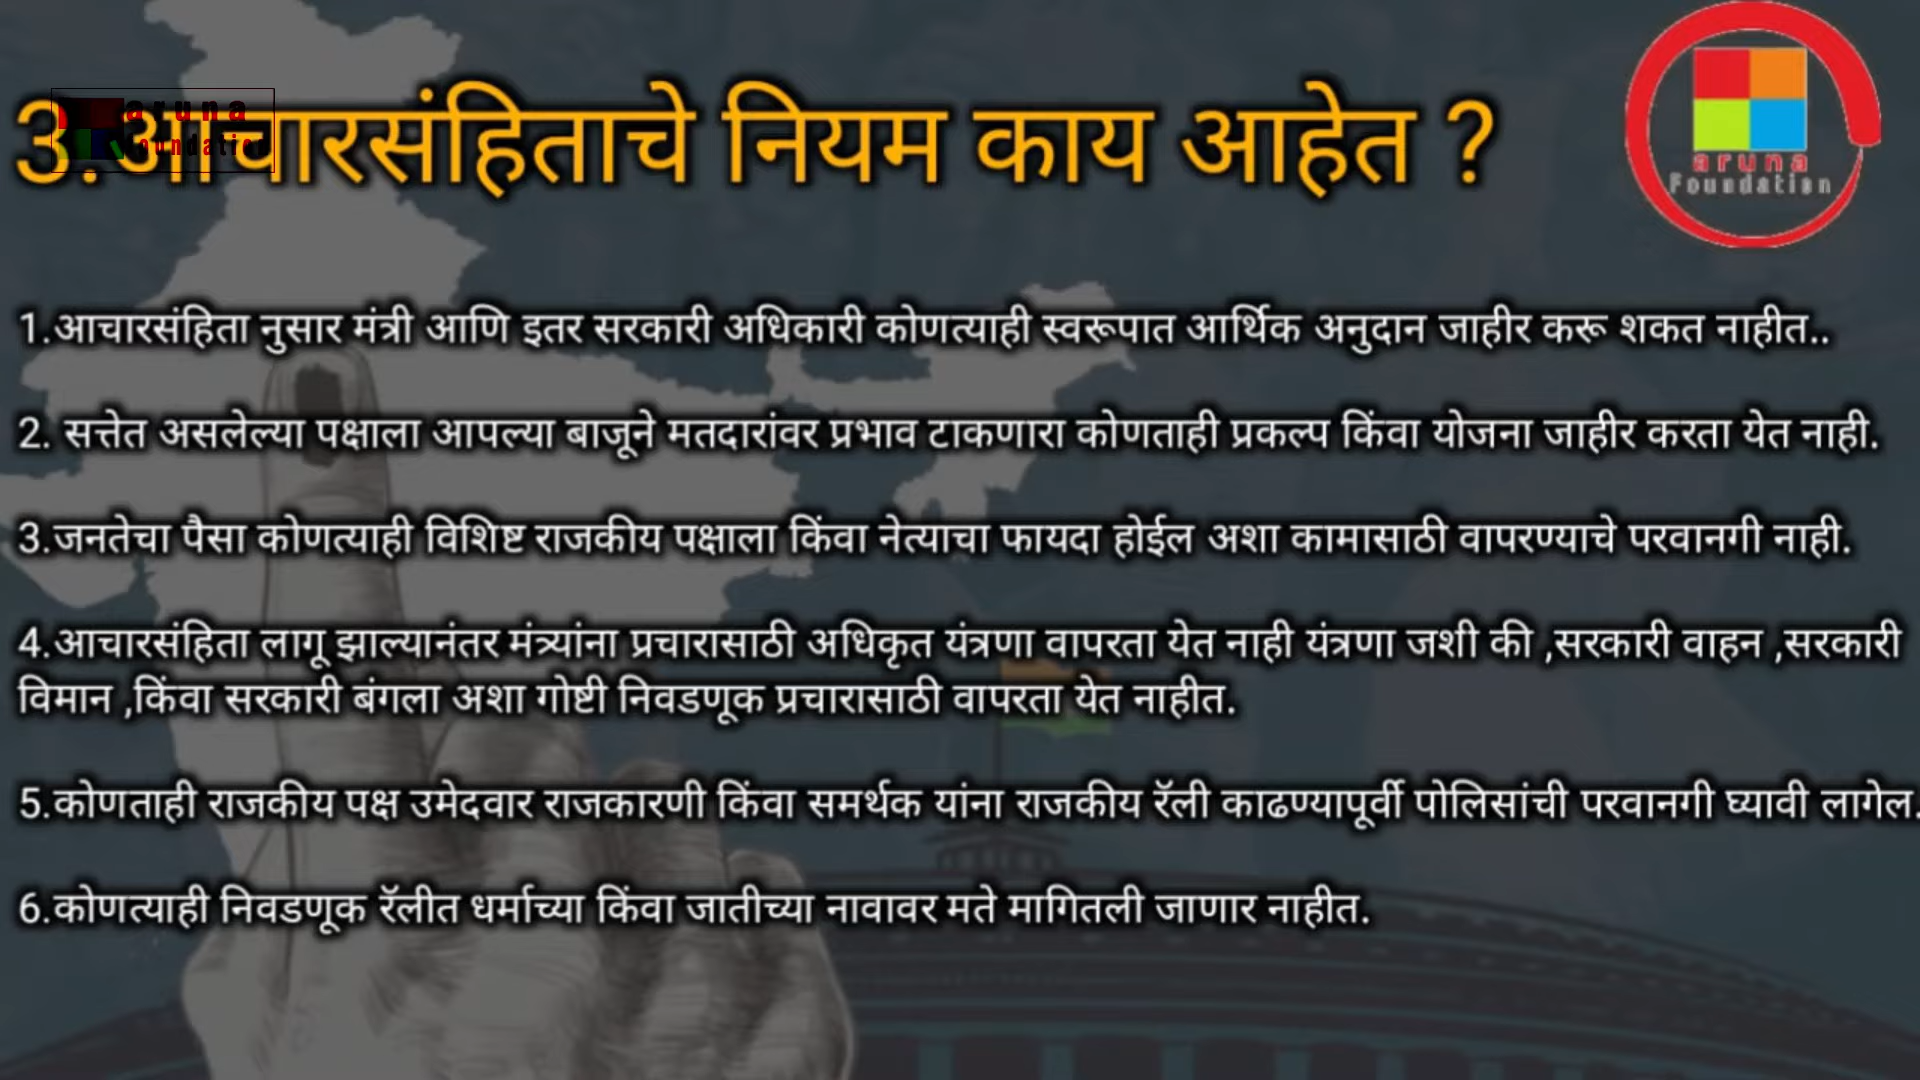 3.आचारसंहिताचे नियम काय आहेत ?
aruna
Foundation
aruna
foundation
1.आचारसंहिता नुसार मंत्री आणि इतर सरकारी अधिकारी कोणत्याही स्वरूपात आर्थिक अनुदान जाहीर करू शकत नाहीत..
2. सत्तेत असलेल्या पक्षाला आपल्या बाजूने मतदारांवर प्रभाव टाकणारा कोणताही प्रकल्प किंवा योजना जाहीर करता येत नाही.
3.जनतेचा पैसा कोणत्याही विशिष्ट राजकीय पक्षाला किंवा नेत्याचा फायदा होईल अशा कामासाठी वापरण्याचे परवानगी नाही.
4.आचारसंहिता लागू झाल्यानंतर मंत्र्यांना प्रचारासाठी अधिकृत यंत्रणा वापरता येत नाही यंत्रणा जशी की ,सरकारी वाहन ,सरकारी
विमान ,किंवा सरकारी बंगला अशा गोष्टी निवडणूक प्रचारासाठी वापरता येत नाहीत.
5.कोणताही राजकीय पक्ष उमेदवार राजकारणी किंवा समर्थक यांना राजकीय रॅली काढण्यापूर्वी पोलिसांची परवानगी घ्यावी लागेल.
6.कोणत्याही निवडणूक रॅलीत धर्माच्या किंवा जातीच्या नावावर मते मागितली जाणार नाहीत.